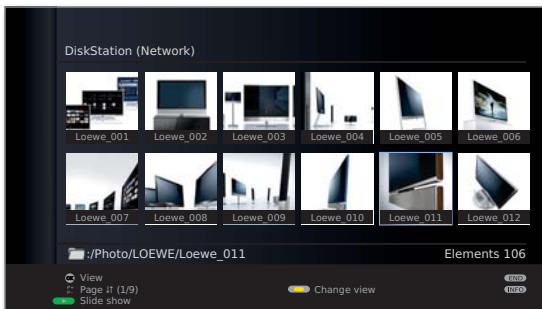 DiskStation (Network)
Loewe_001 Loewe_002 Loewe_003 Loewe_004 Loewe_005 Loewe_006
Loewe_007 Loewe_008 Loewe_009 Loewe_010 Loewe_011 Loewe_012
:/Photo/LOEWE/Loewe_011 Elements 106
View END
Page ↓↑ (1/9) Change view INFO
Slide show